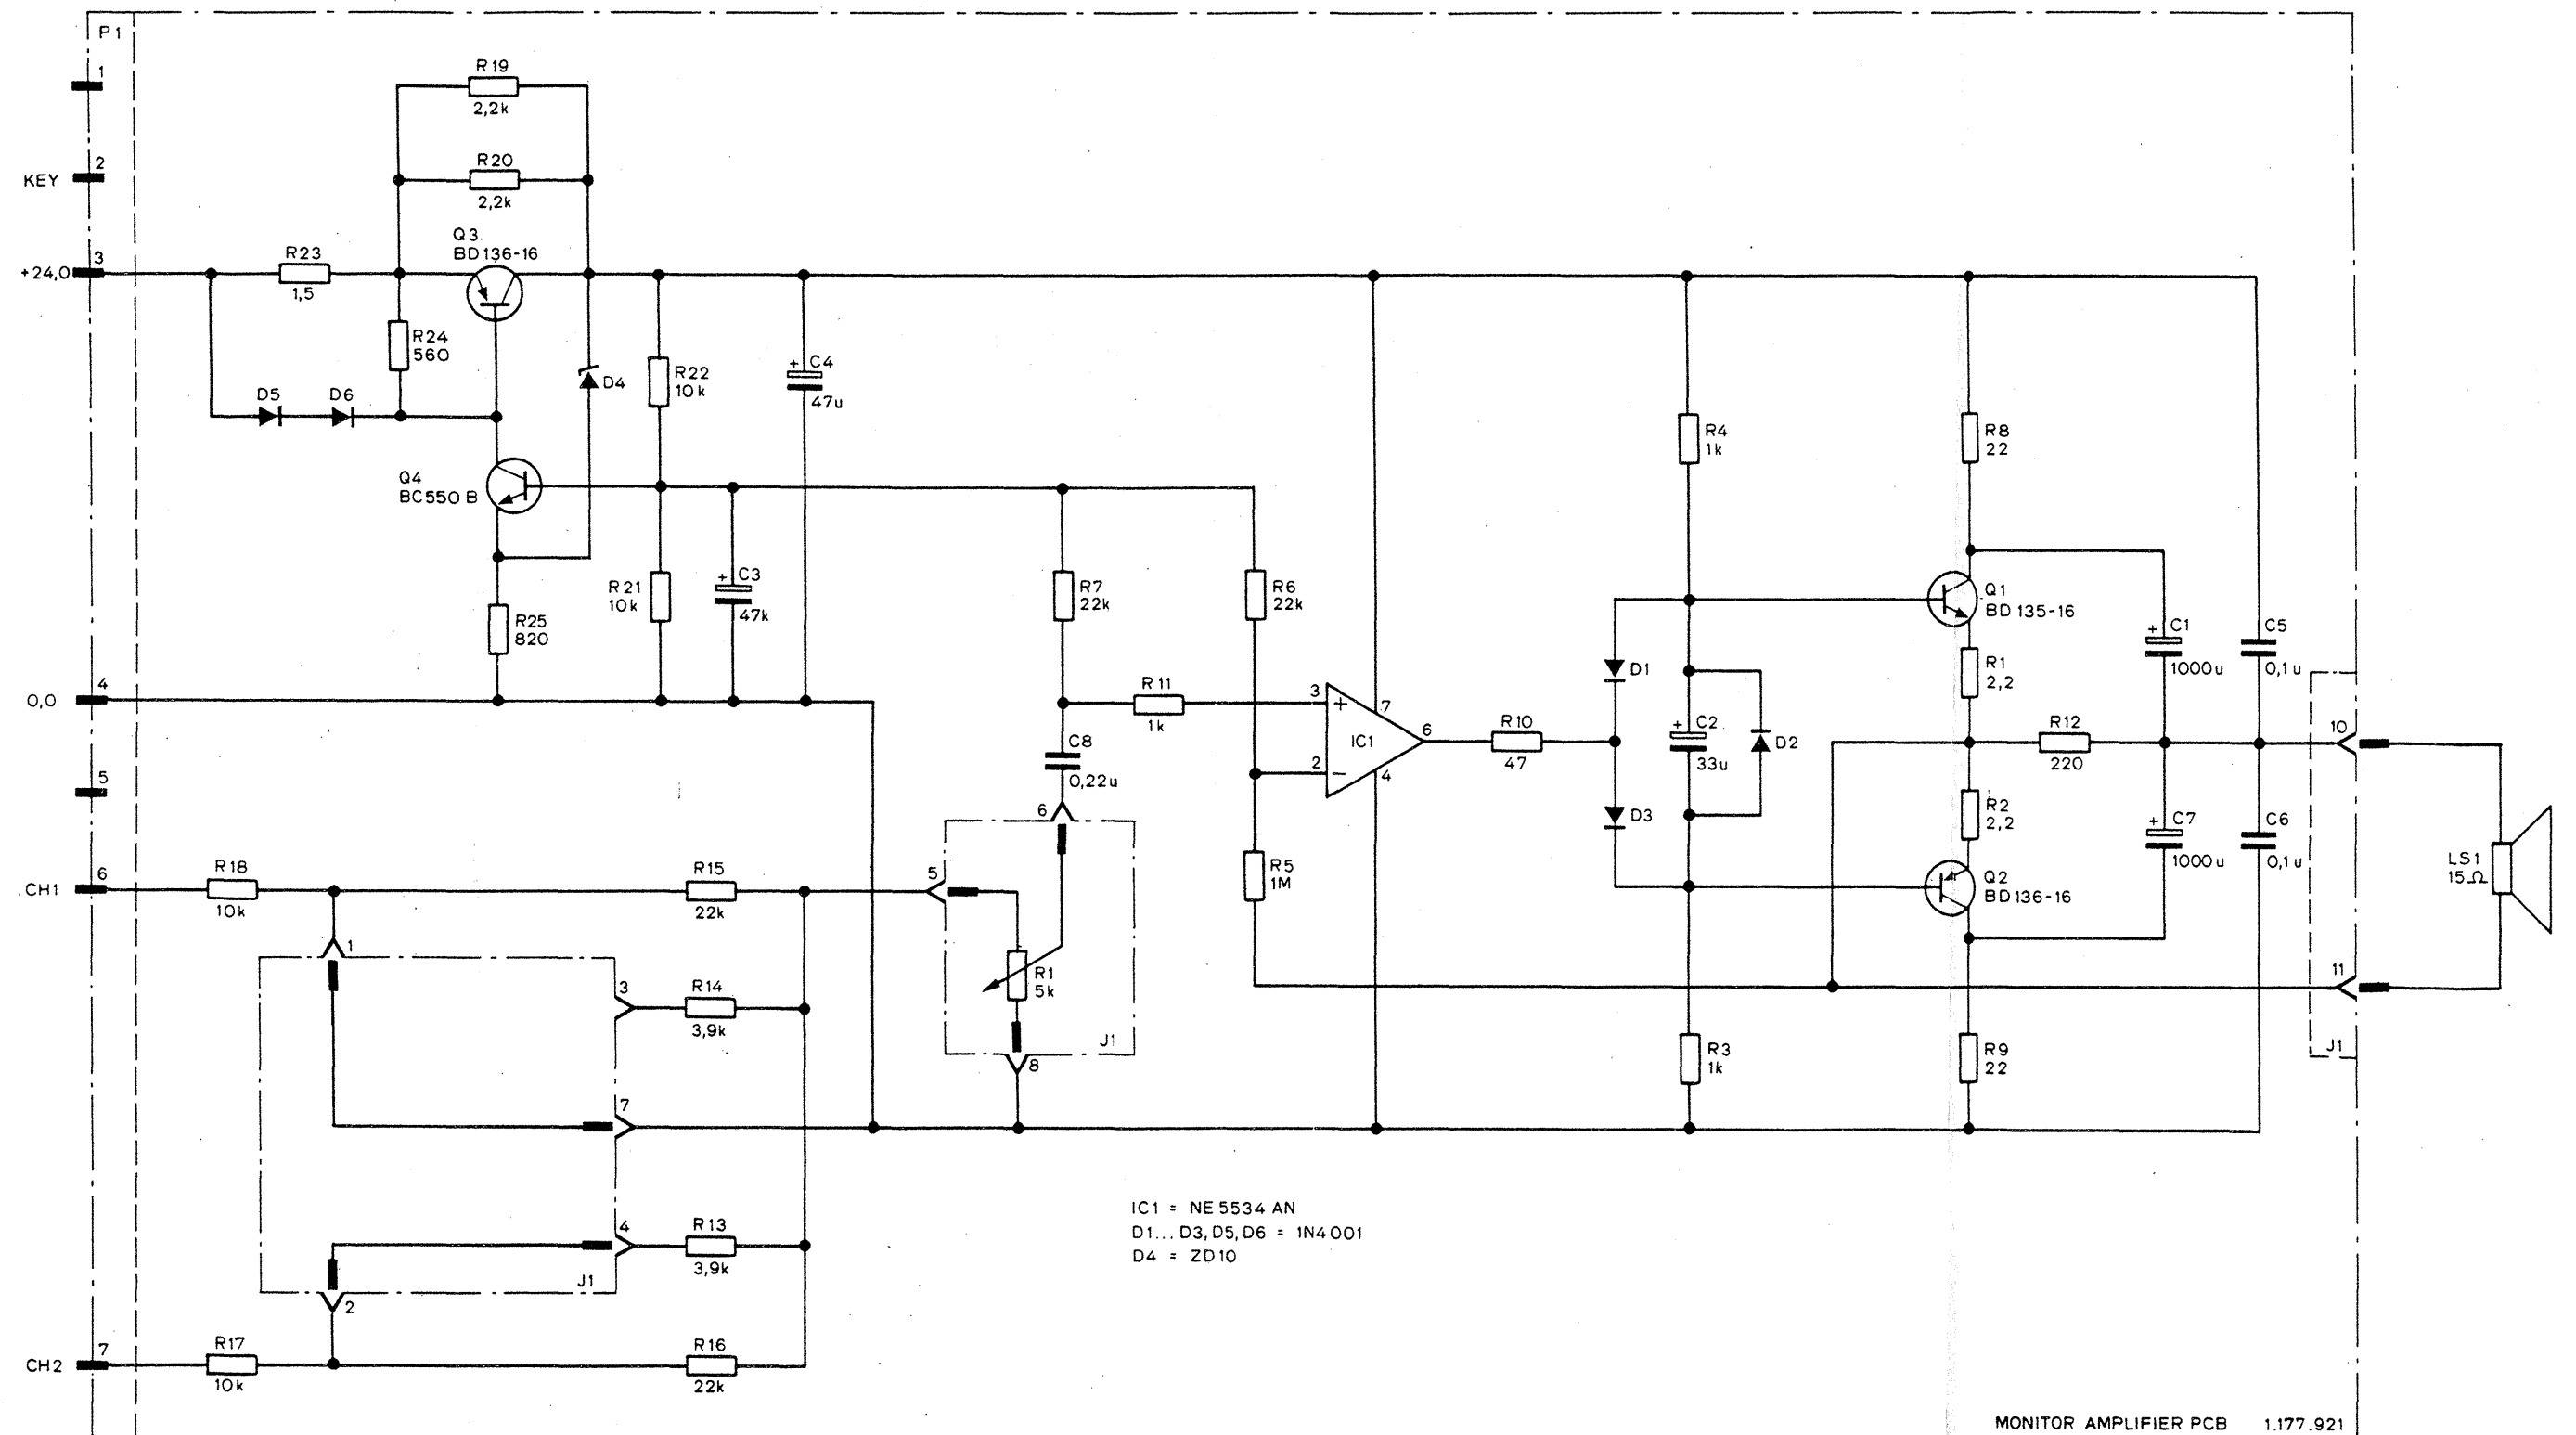 P1
1
R19
2,2k
KEY
2
R20
2,2k
+24,0
3
R23
1,5
Q3.
BD136-16
R24
560
D5
D6
D4
R22
10k
C4
+
47u
Q4
BC550 B
R25
820
R21
10k
C3
+
47k
R7
22k
R6
22k
0,0
4
5
R11
1k
C8
0,22u
3
+
2
−
IC1
7
6
4
R10
47
D1
D3
R4
1k
C2
+
33u
D2
R3
1k
R8
22
Q1
BD135-16
R1
2,2
R12
220
R2
2,2
Q2
BD136-16
R9
22
C1
+
1000u
C5
0,1u
C7
+
1000u
C6
0,1u
10
11
J1
LS1
15Ω
CH1
6
R18
10k
R15
22k
5
6
R1
5k
J1
8
R5
1M
1
3
R14
3,9k
7
4
R13
3,9k
J1
2
CH2
7
R17
10k
R16
22k
IC1 = NE5534 AN
D1...D3,D5,D6 = 1N4001
D4 = ZD10
MONITOR AMPLIFIER PCB 1.177.921